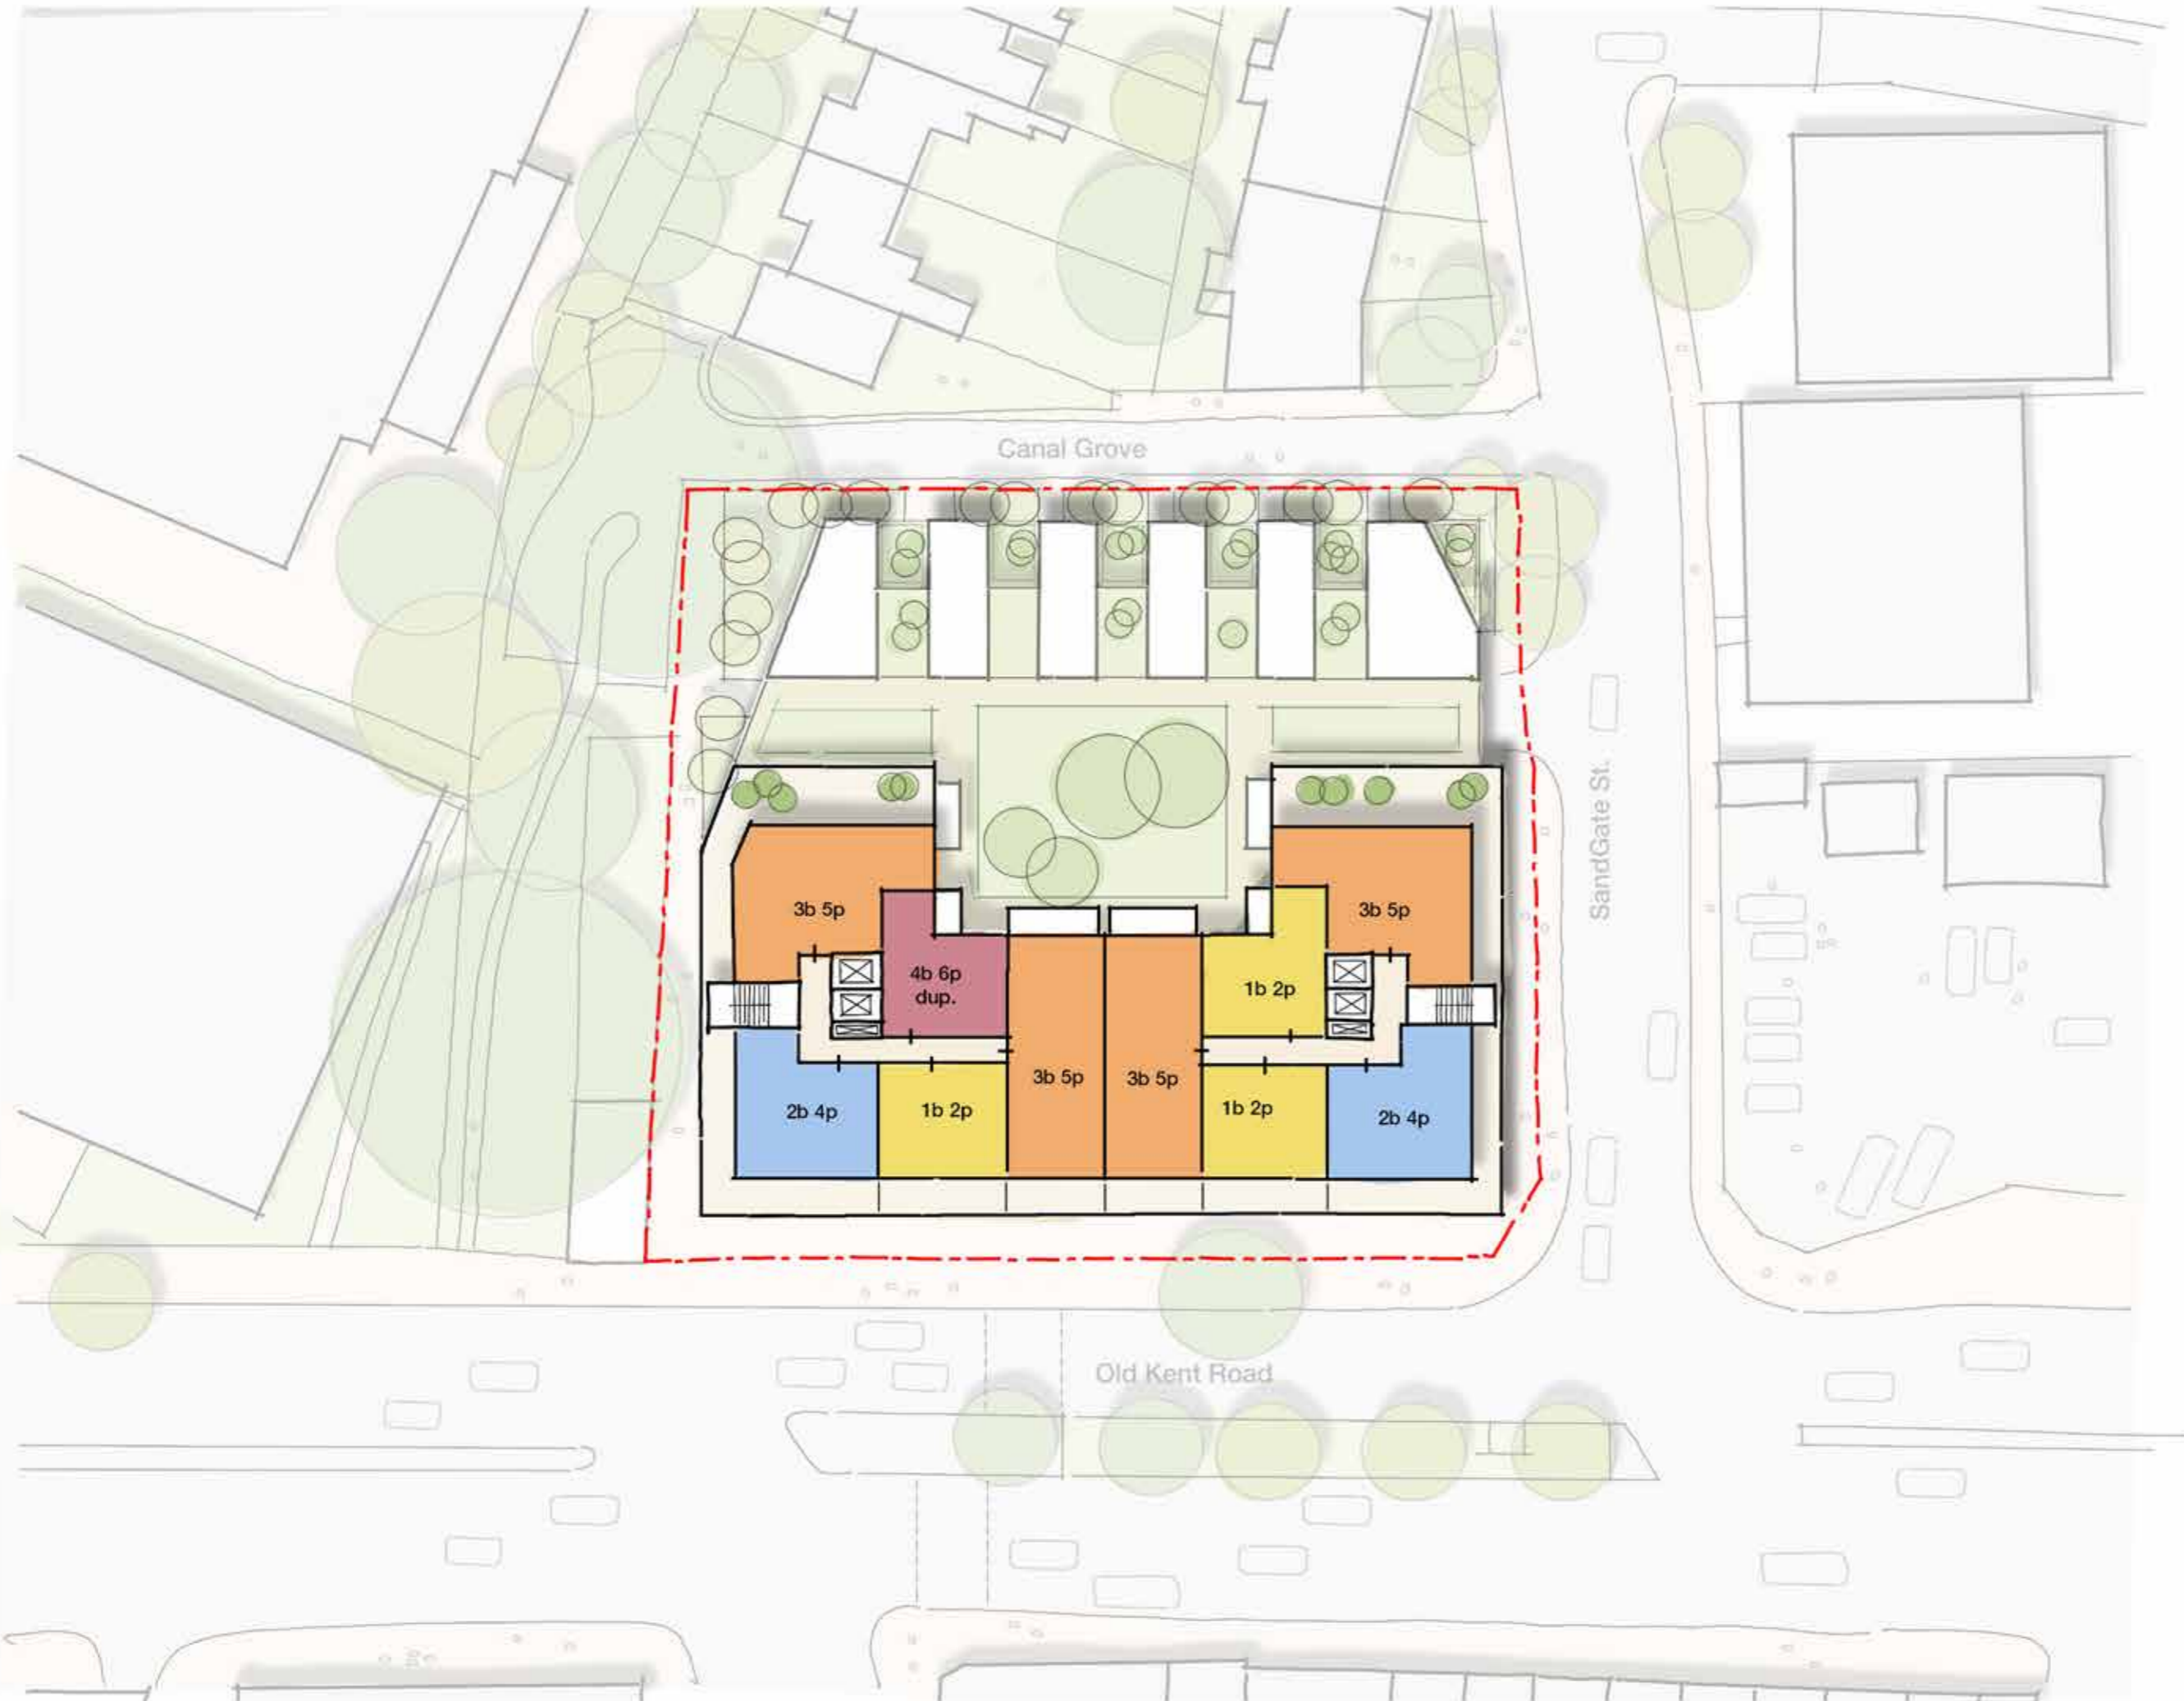 Canal Grove
SandGate St.
3b 5p
3b 5p
4b 6p
dup.
1b 2p
3b 5p
3b 5p
2b 4p
1b 2p
1b 2p
2b 4p
Old Kent Road